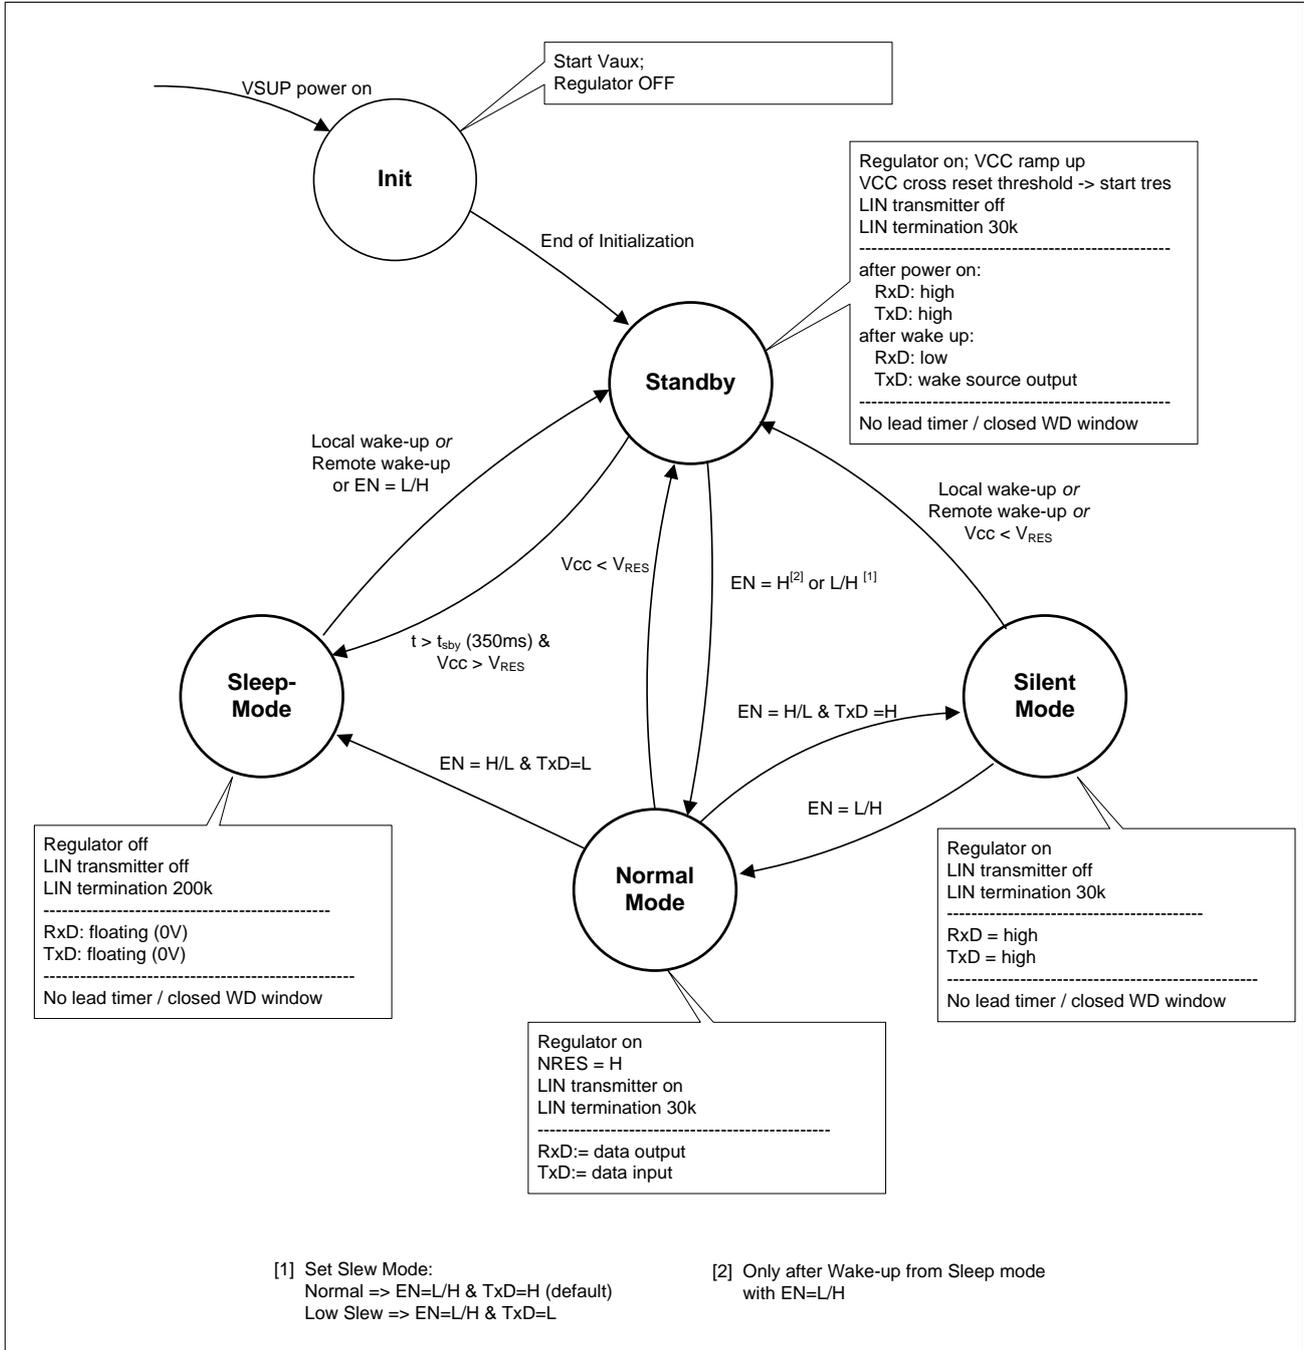 Start Vaux;
Regulator OFF
VSUP power on
Init
Regulator on; VCC ramp up
VCC cross reset threshold -> start tres
LIN transmitter off
LIN termination 30k
---------------------------------------------------
after power on:
RxD: high
TxD: high
after wake up:
RxD: low
TxD: wake source output
---------------------------------------------------
No lead timer / closed WD window
End of Initialization
Standby
Local wake-up or
Remote wake-up
or EN = L/H
Local wake-up or
Remote wake-up or
Vcc < VRES
Vcc < VRES
EN = H[2] or L/H [1]
t > tsby (350ms) &
Vcc > VRES
Sleep-
Mode
Silent
Mode
EN = H/L & TxD =H
EN = H/L & TxD=L
EN = L/H
Normal
Mode
Regulator off
LIN transmitter off
LIN termination 200k
-----------------------------------------------
RxD: floating (0V)
TxD: floating (0V)
---------------------------------------------------
No lead timer / closed WD window
Regulator on
LIN transmitter off
LIN termination 30k
------------------------------------------
RxD = high
TxD = high
---------------------------------------------------
No lead timer / closed WD window
Regulator on
NRES = H
LIN transmitter on
LIN termination 30k
------------------------------------------------
RxD:= data output
TxD:= data input
[1] Set Slew Mode:
Normal => EN=L/H & TxD=H (default)
Low Slew => EN=L/H & TxD=L
[2] Only after Wake-up from Sleep mode
with EN=L/H